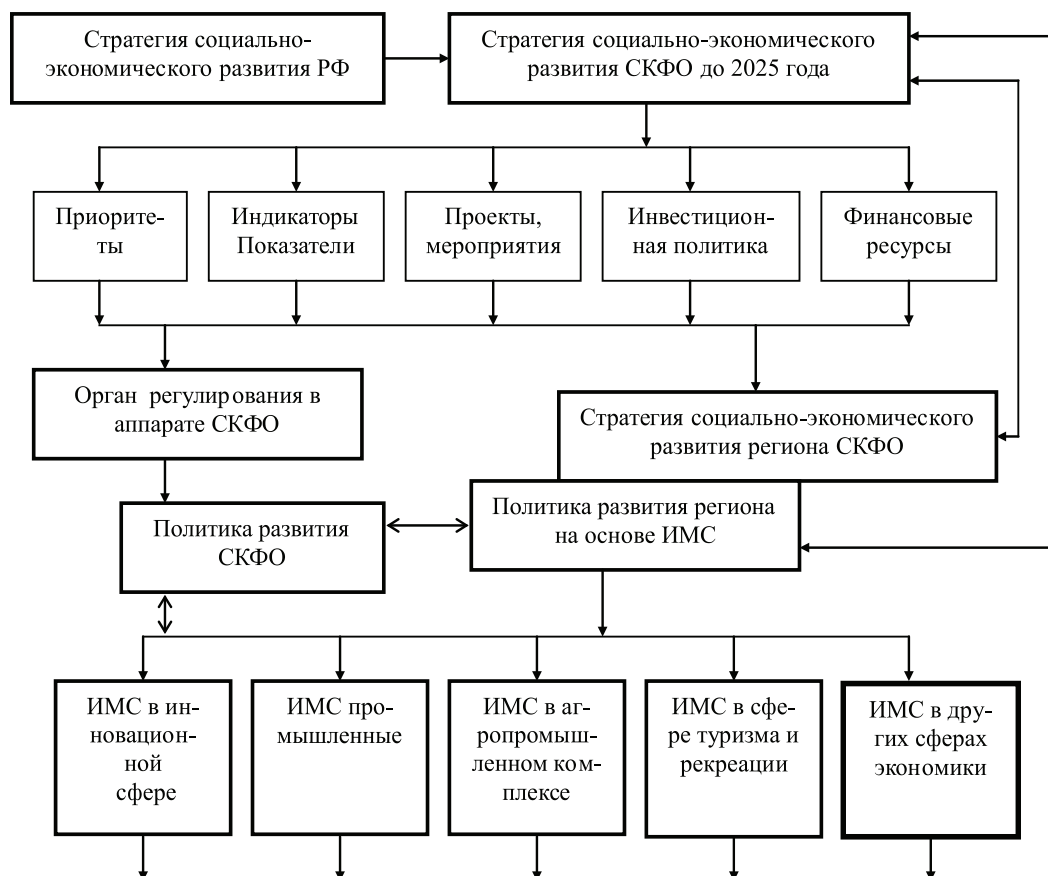 Стратегия социально-
экономического развития РФ
Стратегия социально-экономического
развития СКФО до 2025 года
Приорите-
ты
Индикаторы
Показатели
Проекты,
мероприятия
Инвестицион-
ная политика
Финансовые
ресурсы
Орган регулирования в
аппарате СКФО
Стратегия социально-экономического
развития региона СКФО
Политика развития
СКФО
Политика развития региона
на основе ИМС
ИМС в ин-
новацион-
ной
сфере
ИМС про-
мышленные
ИМС в аг-
ропромыш-
ленном ком-
плексе
ИМС в сфе-
ре туризма и
рекреации
ИМС в дру-
гих сферах
экономики